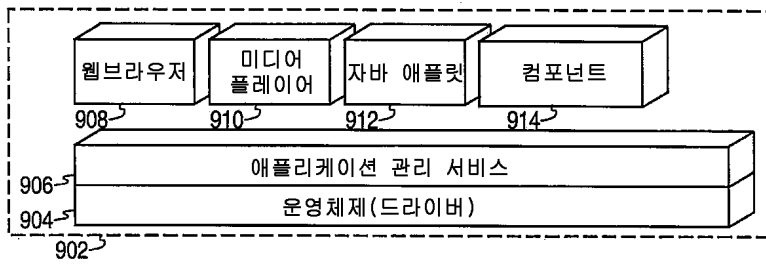 웹브라우저
미디어
플레이어
자바 애플릿
컴포넌트
908
910
912
914
애플리케이션 관리 서비스
906
운영체제(드라이버)
904
902